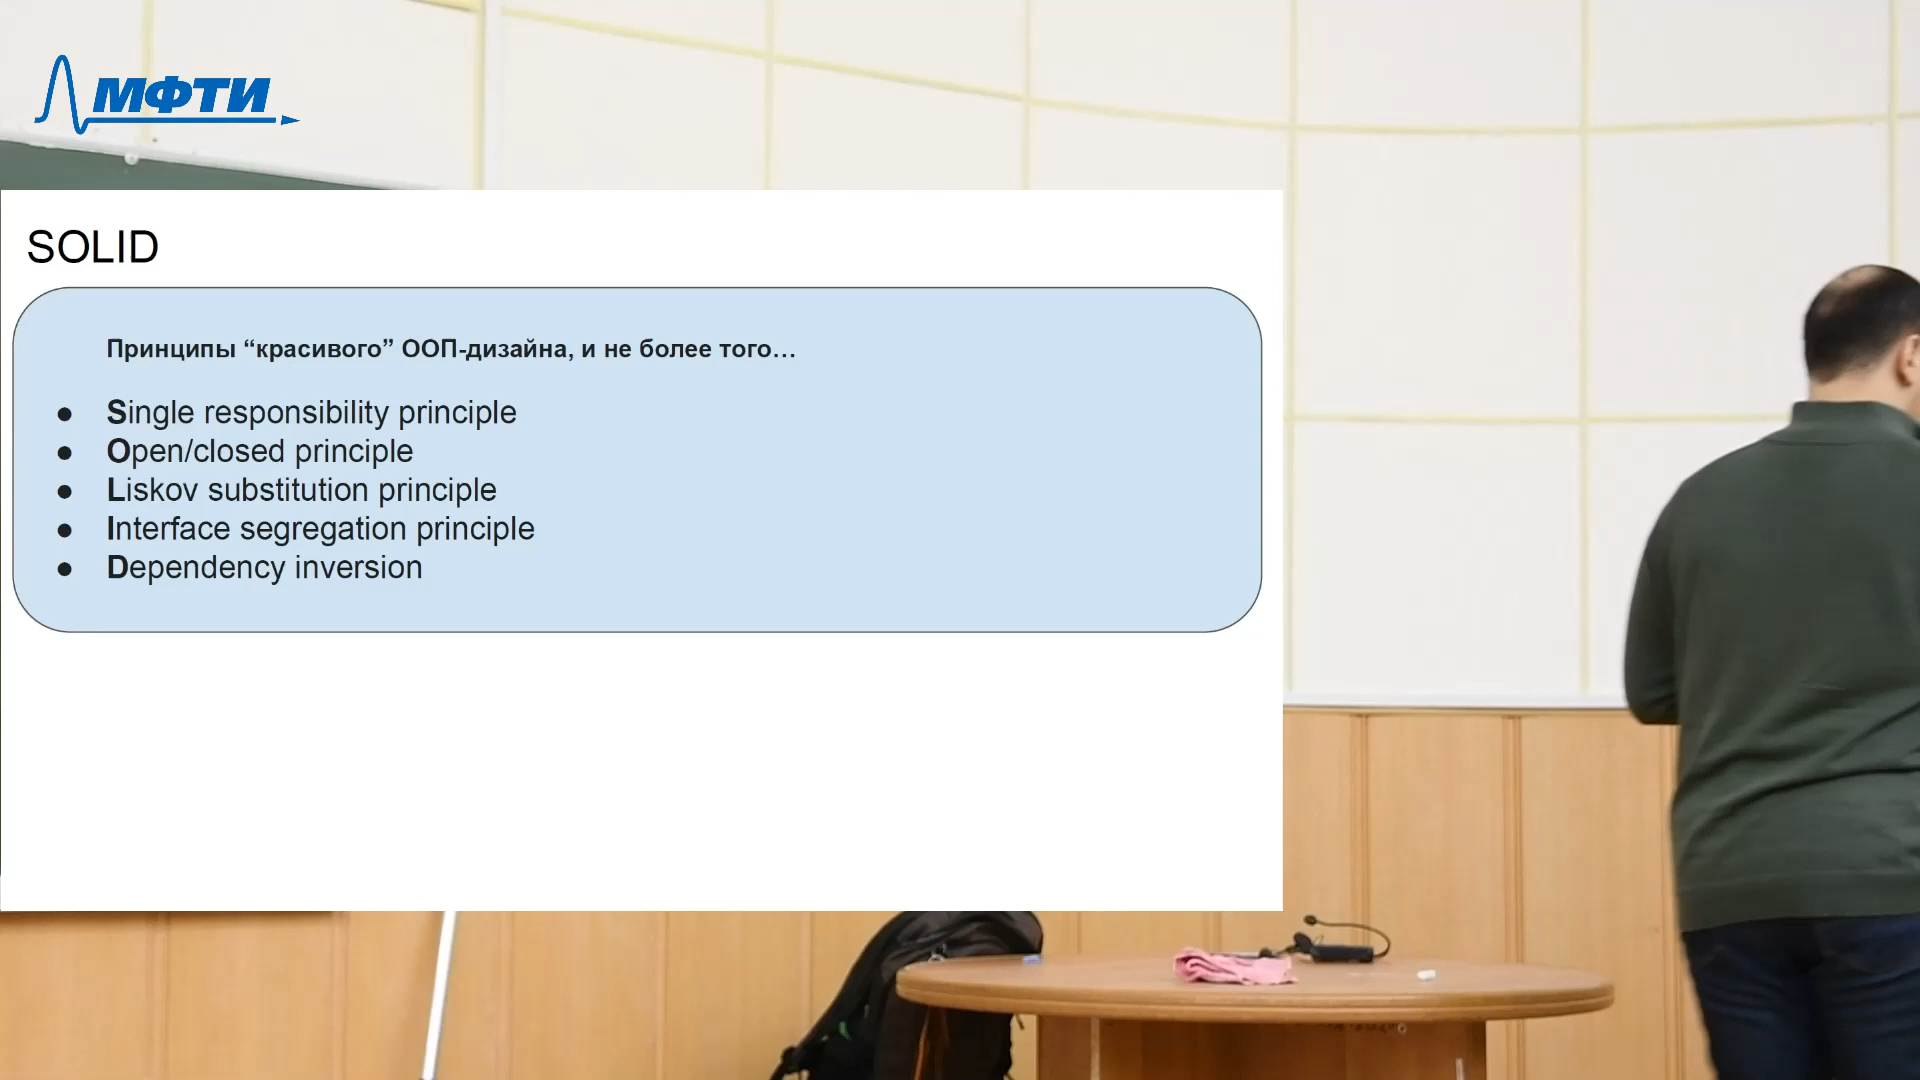 МФТИ
SOLID
Принципы “красивого” ООП-дизайна, и не более того…
● Single responsibility principle
● Open/closed principle
● Liskov substitution principle
● Interface segregation principle
● Dependency inversion